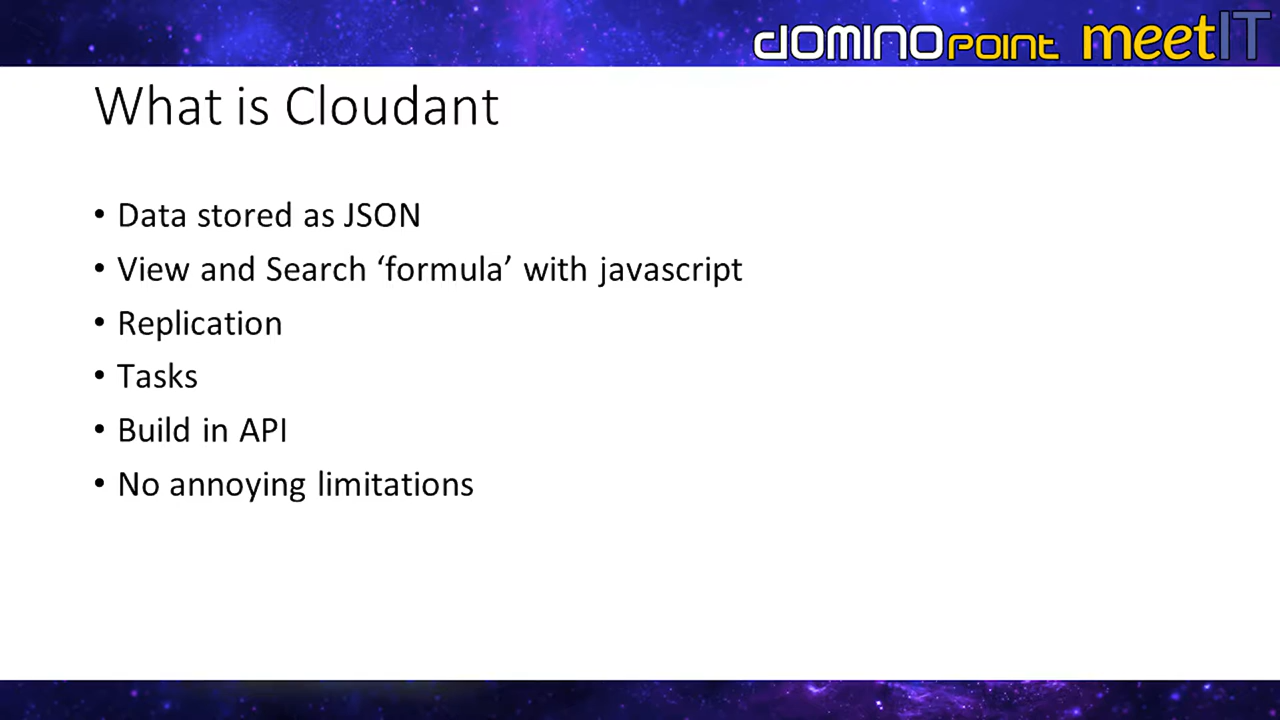 dominopoint meetIT
What is Cloudant
• Data stored as JSON
• View and Search ‘formula’ with javascript
• Replication
• Tasks
• Build in API
• No annoying limitations